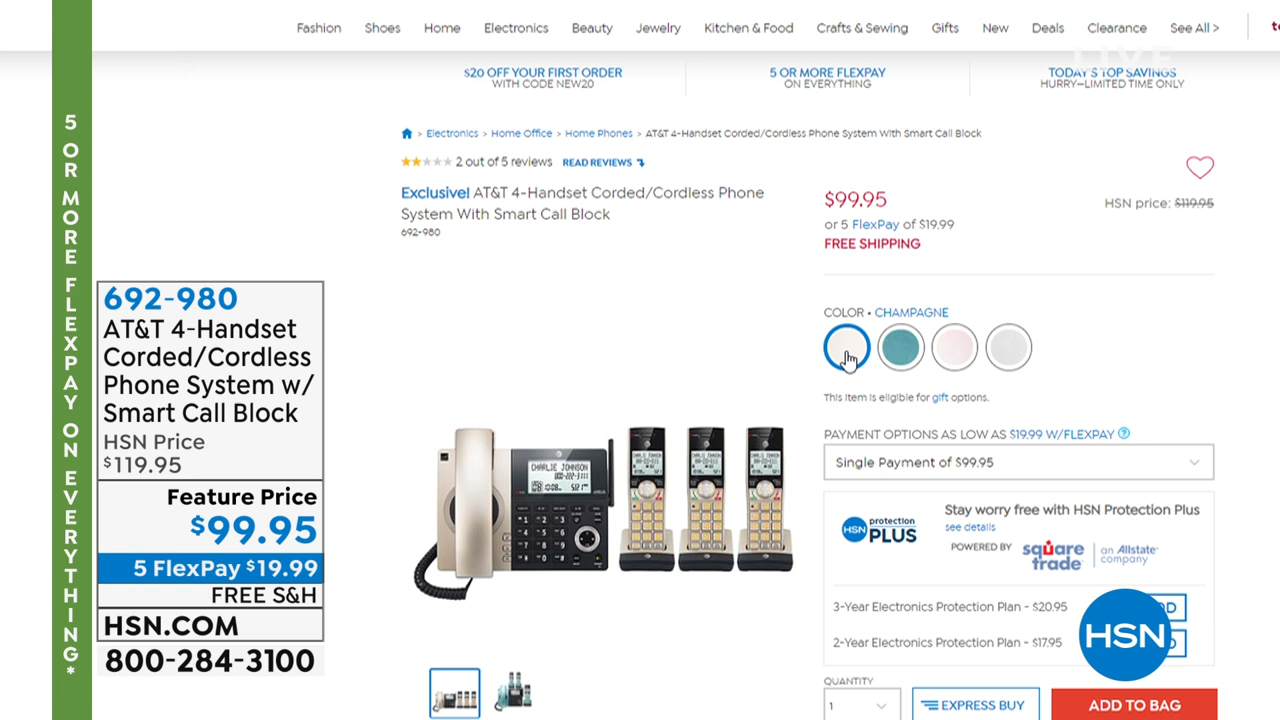 Fashion Shoes Home Electronics Beauty Jewelry Kitchen & Food Crafts & Sewing Gifts New Deals Clearance See All >
LIVE
$20 OFF YOUR FIRST ORDER
WITH CODE NEW20
5 OR MORE FLEXPAY
ON EVERYTHING
TODAY'S TOP SAVINGS
HURRY—LIMITED TIME ONLY
5 OR MORE FLEXPAY ON EVERYTHING*
> Electronics > Home Office > Home Phones > AT&T 4-Handset Corded/Cordless Phone System With Smart Call Block
2 out of 5 reviews READ REVIEWS
Exclusive! AT&T 4-Handset Corded/Cordless Phone
System With Smart Call Block
692-980
$99.95
HSN price: $119.95
or 5 FlexPay of $19.99
FREE SHIPPING
COLOR • CHAMPAGNE
This item is eligible for gift options.
PAYMENT OPTIONS AS LOW AS $19.99 W/FLEXPAY ?
Single Payment of $99.95
HSN protection
PLUS
Stay worry free with HSN Protection Plus
see details
POWERED BY square
trade
an Allstate
company
3-Year Electronics Protection Plan - $20.95
2-Year Electronics Protection Plan - $17.95
HSN
QUANTITY
1
EXPRESS BUY
ADD TO BAG
692-980
AT&T 4-Handset
Corded/Cordless
Phone System w/
Smart Call Block
HSN Price
$119.95
Feature Price
$99.95
5 FlexPay $19.99
FREE S&H
HSN.COM
800-284-3100
CHARLIE JOHNSON